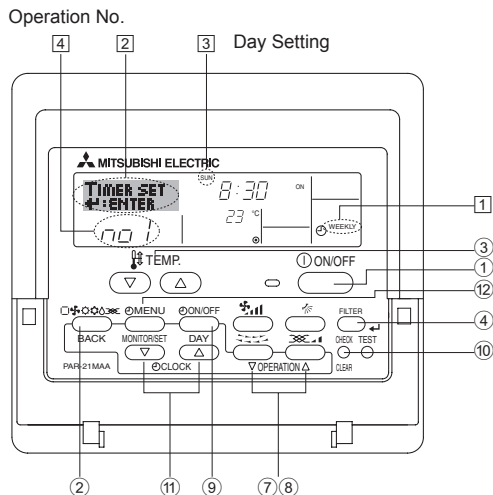 Operation No.
4 2 3 Day Setting
MITSUBISHI ELECTRIC
SUN
TIMER SET
↵:ENTER
8:30 ON
23 °C
WEEKLY
1
no 1
TEMP.
ON/OFF
3
1
12
MENU ON/OFF FILTER
4
BACK MONITOR/SET DAY CHECK TEST
10
PAR-21MAA CLOCK ▽OPERATION△ CLEAR
2 11 9 7 8